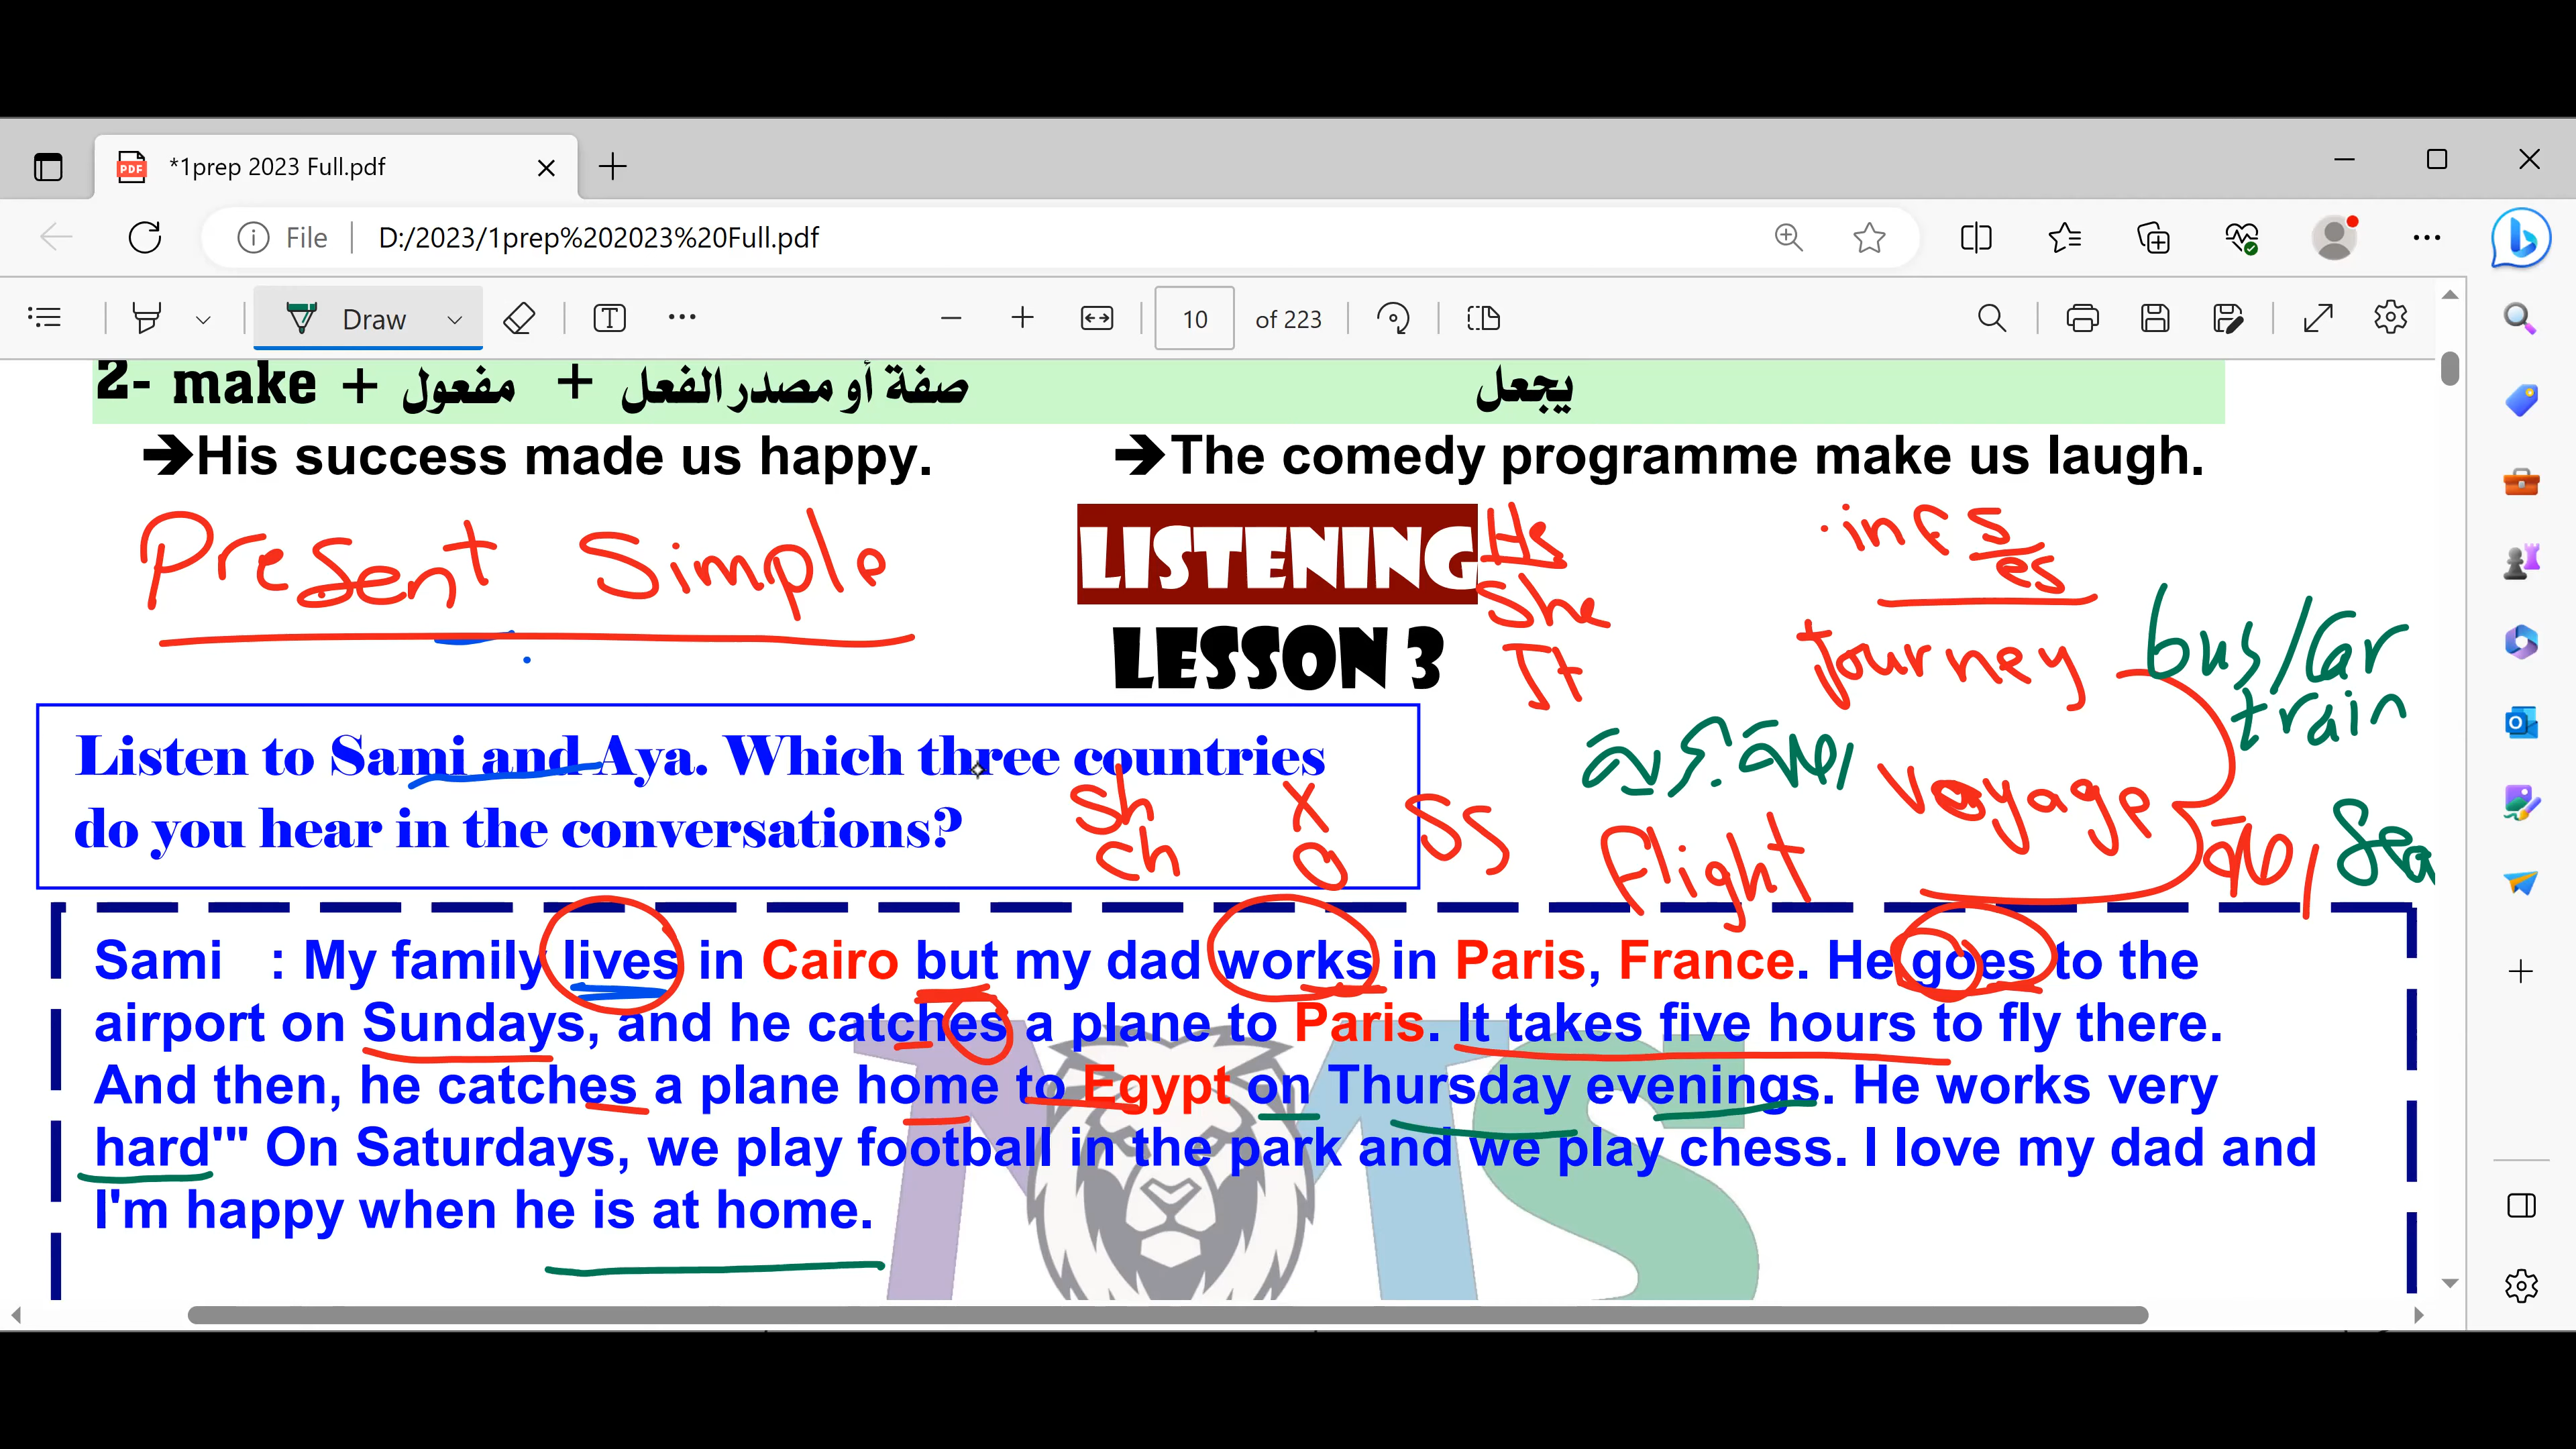 *1prep 2023 Full.pdf
File
D:/2023/1prep%202023%20Full.pdf
Draw
10 of 223
2- make + مفعول + صفة أو مصدر الفعل يجعل
➔His success made us happy. ➔The comedy programme make us laugh.
Present Simple
LISTENING
LESSON 3
He
She
It
inf s
es
journey
bus/Car
train
voyage
Sea
Flight
Listen to Sami and Aya. Which three countries
do you hear in the conversations?
sh x ss
ch o
Sami : My family lives in Cairo but my dad works in Paris, France. He goes to the
airport on Sundays, and he catches a plane to Paris. It takes five hours to fly there.
And then, he catches a plane home to Egypt on Thursday evenings. He works very
hard'" On Saturdays, we play football in the park and we play chess. I love my dad and
I'm happy when he is at home.
MTS